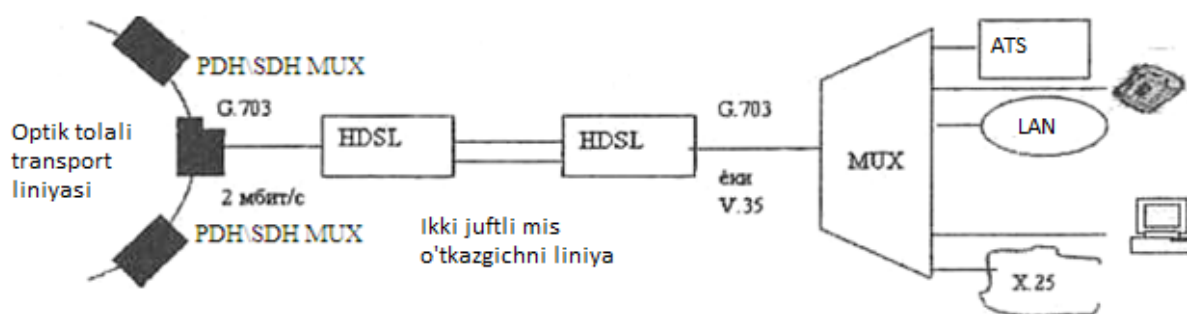 PDH\SDH MUX
G.703
Optik tolali
transport
liniyasi
2 мбит/с
PDH\SDH MUX
HDSL
HDSL
Ikki juftli mis
o'tkazgichni liniya
G.703
ёки
V.35
MUX
ATS
LAN
X.25